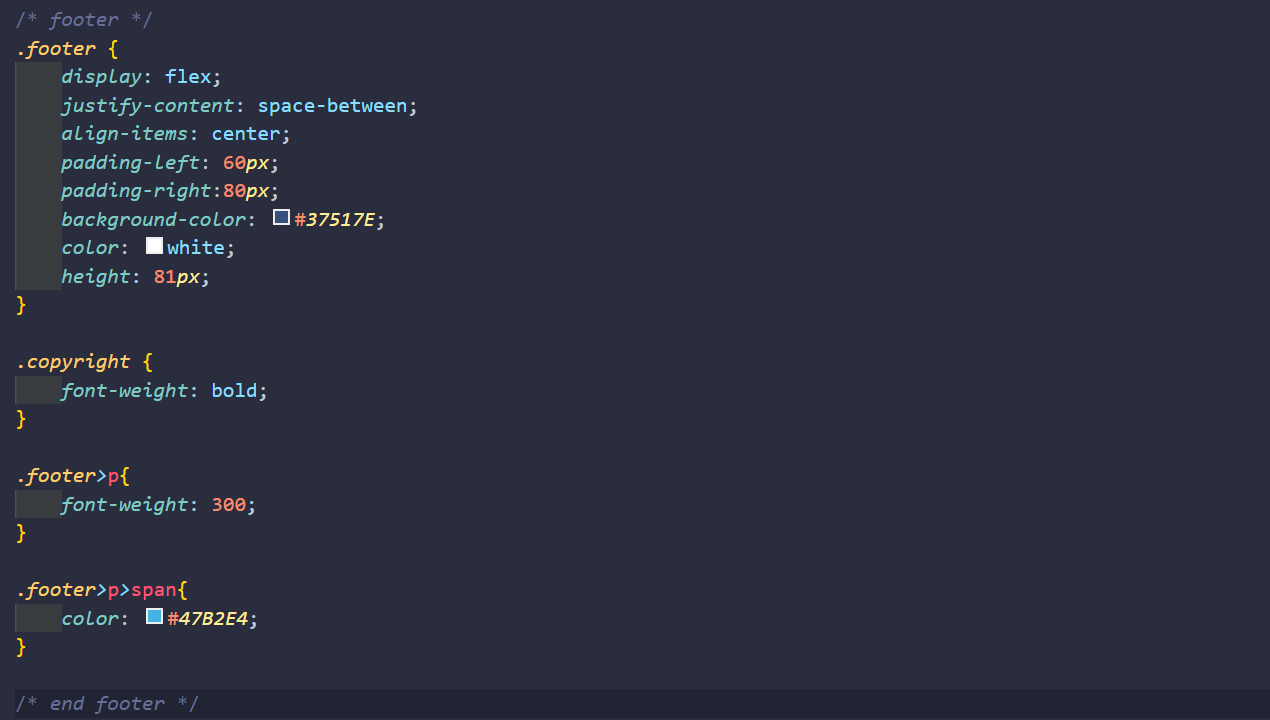 /* footer */
.footer {
    display: flex;
    justify-content: space-between;
    align-items: center;
    padding-left: 60px;
    padding-right:80px;
    background-color: #37517E;
    color: white;
    height: 81px;
}

.copyright {
    font-weight: bold;
}

.footer>p{
    font-weight: 300;
}

.footer>p>span{
    color: #47B2E4;
}

/* end footer */